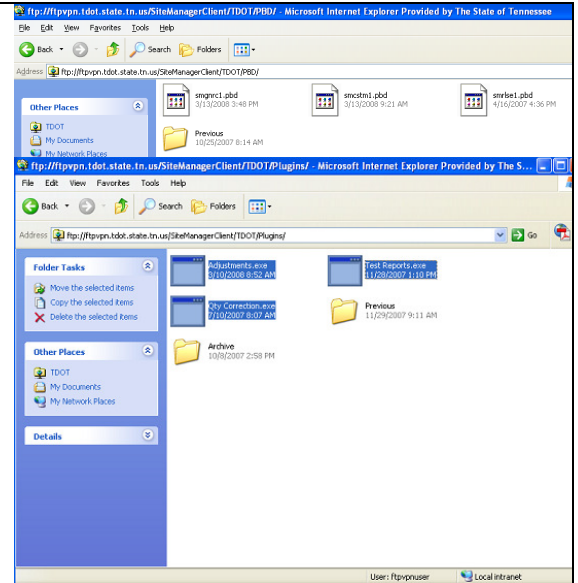 ftp://ftpvpn.tdot.state.tn.us/SiteManagerClient/TDOT/PBD/ - Microsoft Internet Explorer Provided by The State of Tennessee
File Edit View Favorites Tools Help
Back Search Folders
Address ftp://ftpvpn.tdot.state.tn.us/SiteManagerClient/TDOT/PBD/
smgnrc1.pbd
3/13/2008 3:48 PM
smcstm1.pbd
3/13/2008 9:21 AM
smrlse1.pbd
4/16/2007 4:36 PM
Other Places
TDOT
My Documents
My Network Places
Previous
10/25/2007 8:14 AM
ftp://ftpvpn.tdot.state.tn.us/SiteManagerClient/TDOT/Plugins/ - Microsoft Internet Explorer Provided by The S...
File Edit View Favorites Tools Help
Back Search Folders
Address ftp://ftpvpn.tdot.state.tn.us/SiteManagerClient/TDOT/Plugins/ Go
Folder Tasks
Move the selected items
Copy the selected items
Delete the selected items
Other Places
TDOT
My Documents
My Network Places
Details
Adjustments.exe
3/10/2008 8:52 AM
Test Reports.exe
11/28/2007 1:10 PM
Qty Correction.exe
7/10/2007 8:07 AM
Previous
11/29/2007 9:11 AM
Archive
10/8/2007 2:58 PM
User: ftpvpnuser Local intranet